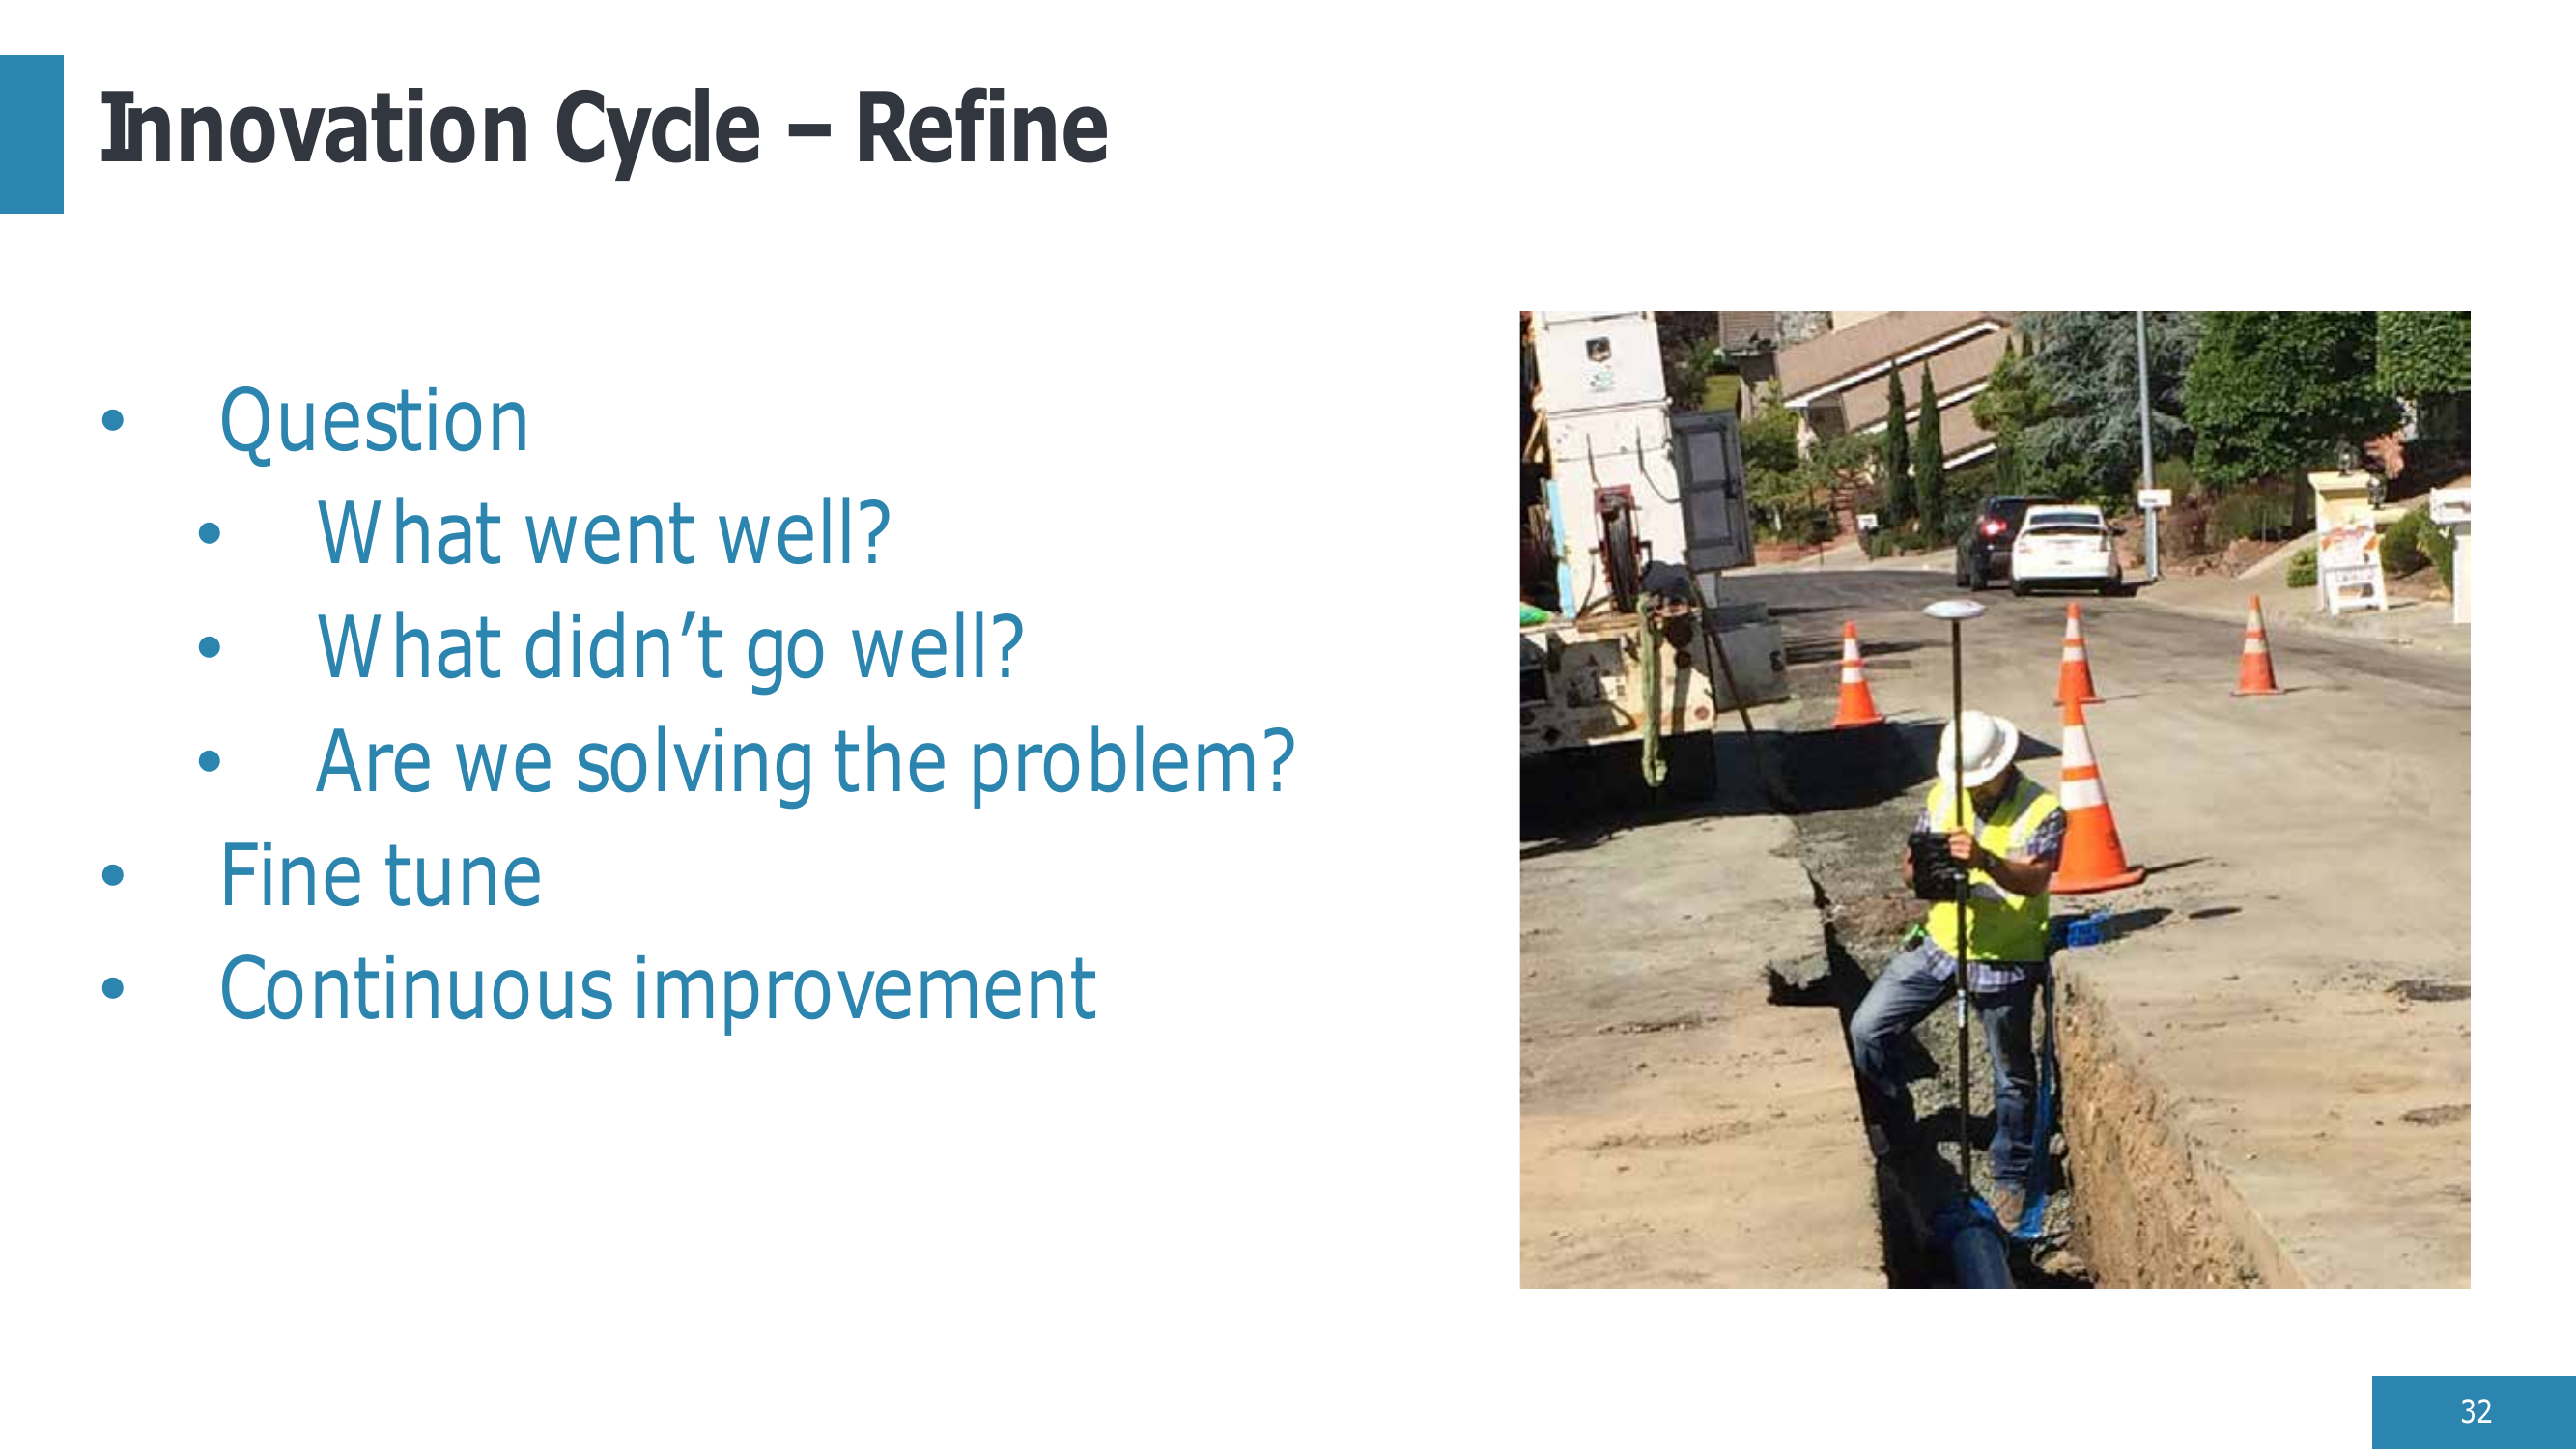 Innovation Cycle – Refine
• Question
• What went well?
• What didn’t go well?
• Are we solving the problem?
• Fine tune
• Continuous improvement
32